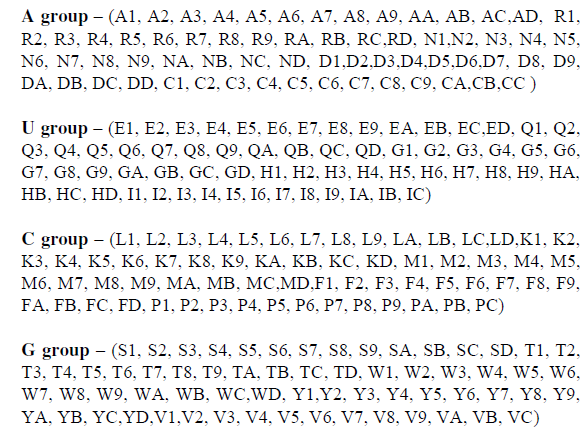 A group – (A1, A2, A3, A4, A5, A6, A7, A8, A9, AA, AB, AC,AD, R1,
R2, R3, R4, R5, R6, R7, R8, R9, RA, RB, RC,RD, N1,N2, N3, N4, N5,
N6, N7, N8, N9, NA, NB, NC, ND, D1,D2,D3,D4,D5,D6,D7, D8, D9,
DA, DB, DC, DD, C1, C2, C3, C4, C5, C6, C7, C8, C9, CA,CB,CC )
U group – (E1, E2, E3, E4, E5, E6, E7, E8, E9, EA, EB, EC,ED, Q1, Q2,
Q3, Q4, Q5, Q6, Q7, Q8, Q9, QA, QB, QC, QD, G1, G2, G3, G4, G5, G6,
G7, G8, G9, GA, GB, GC, GD, H1, H2, H3, H4, H5, H6, H7, H8, H9, HA,
HB, HC, HD, I1, I2, I3, I4, I5, I6, I7, I8, I9, IA, IB, IC)
C group – (L1, L2, L3, L4, L5, L6, L7, L8, L9, LA, LB, LC,LD,K1, K2,
K3, K4, K5, K6, K7, K8, K9, KA, KB, KC, KD, M1, M2, M3, M4, M5,
M6, M7, M8, M9, MA, MB, MC,MD,F1, F2, F3, F4, F5, F6, F7, F8, F9,
FA, FB, FC, FD, P1, P2, P3, P4, P5, P6, P7, P8, P9, PA, PB, PC)
G group – (S1, S2, S3, S4, S5, S6, S7, S8, S9, SA, SB, SC, SD, T1, T2,
T3, T4, T5, T6, T7, T8, T9, TA, TB, TC, TD, W1, W2, W3, W4, W5, W6,
W7, W8, W9, WA, WB, WC,WD, Y1,Y2, Y3, Y4, Y5, Y6, Y7, Y8, Y9,
YA, YB, YC,YD,V1,V2, V3, V4, V5, V6, V7, V8, V9, VA, VB, VC)